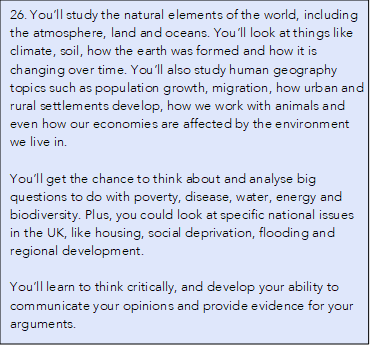 26. You'll study the natural elements of the world, including
the atmosphere, land and oceans. You'll look at things like
climate, soil, how the earth was formed and how it is
changing over time. You'll also study human geography
topics such as population growth, migration, how urban and
rural settlements develop, how we work with animals and
even how our economies are affected by the environment
we live in.
You'll get the chance to think about and analyse big
questions to do with poverty, disease, water, energy and
biodiversity. Plus, you could look at specific national issues
in the UK, like housing, social deprivation, flooding and
regional development.
You'll learn to think critically, and develop your ability to
communicate your opinions and provide evidence for your
arguments.